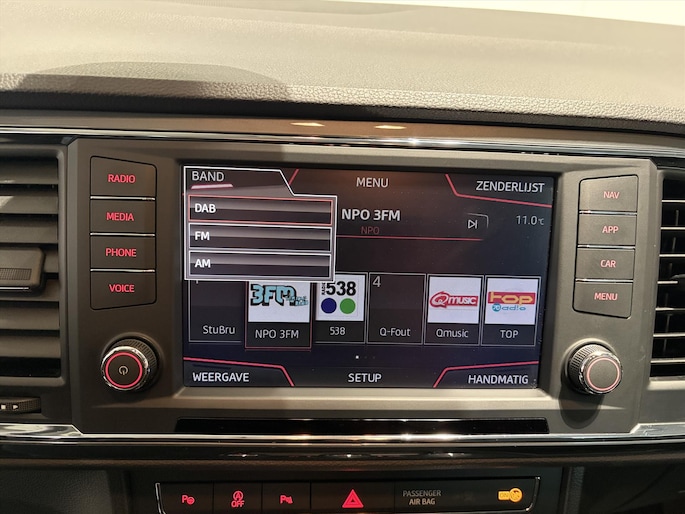 BAND
MENU
ZENDERLIJST
DAB
FM
AM
NPO 3FM
NPO
11.0°C
RADIO
MEDIA
PHONE
VOICE
NAV
APP
CAR
MENU
3FM
538
4
Qmusic
top
radio
StuBru
NPO 3FM
538
Q-Fout
Qmusic
TOP
WEERGAVE
SETUP
HANDMATIG
OFF
PASSENGER
AIR BAG